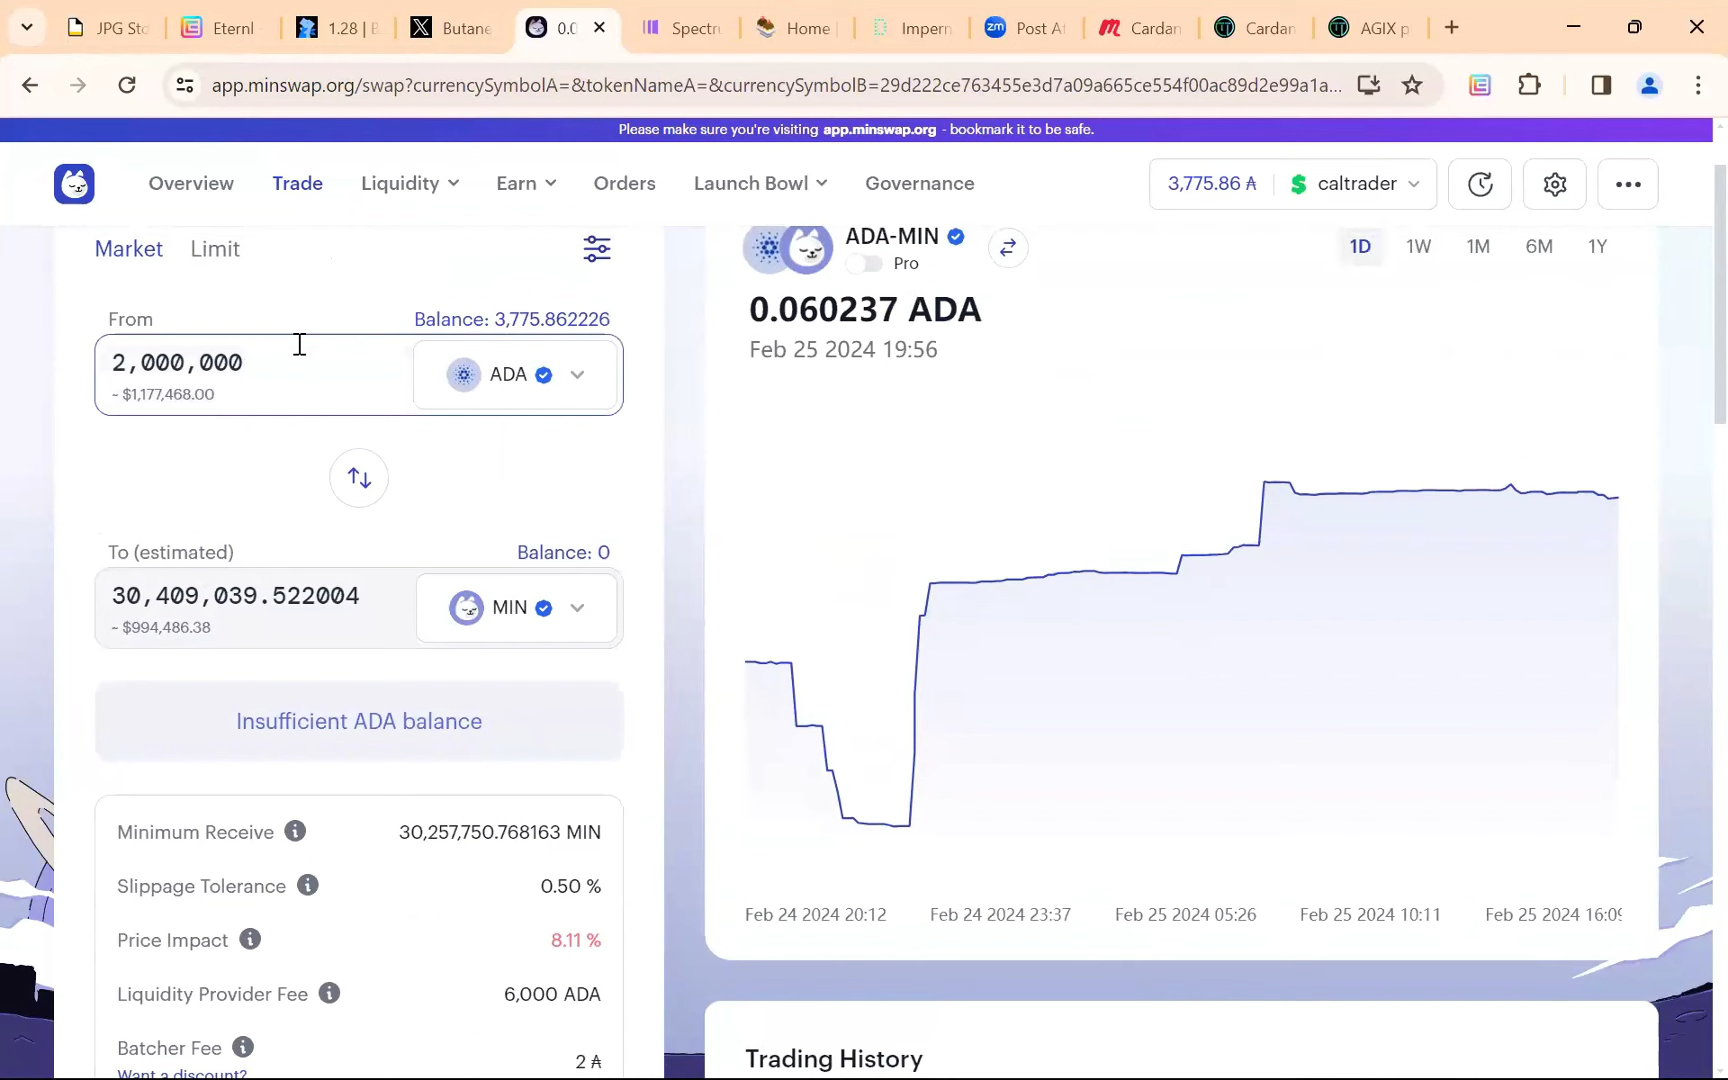 JPG Sto
Eternl
1.28 | B
Butane
0.0
Spectru
Home |
Impern
Post At
Cardan
Cardan
AGIX p
app.minswap.org/swap?currencySymbolA=&tokenNameA=&currencySymbolB=29d222ce763455e3d7a09a665ce554f00ac89d2e99a1a...
Please make sure you're visiting app.minswap.org - bookmark it to be safe.
Overview
Trade
Liquidity
Earn
Orders
Launch Bowl
Governance
3,775.86 ₳
caltrader
Market
Limit
From
Balance: 3,775.862226
2,000,000
~ $1,177,468.00
ADA
To (estimated)
Balance: 0
30,409,039.522004
~ $994,486.38
MIN
Insufficient ADA balance
Minimum Receive
30,257,750.768163 MIN
Slippage Tolerance
0.50 %
Price Impact
8.11 %
Liquidity Provider Fee
6,000 ADA
Batcher Fee
2 ₳
Want a discount?
ADA-MIN
Pro
1D
1W
1M
6M
1Y
0.060237 ADA
Feb 25 2024 19:56
Feb 24 2024 20:12
Feb 24 2024 23:37
Feb 25 2024 05:26
Feb 25 2024 10:11
Feb 25 2024 16:09
Trading History